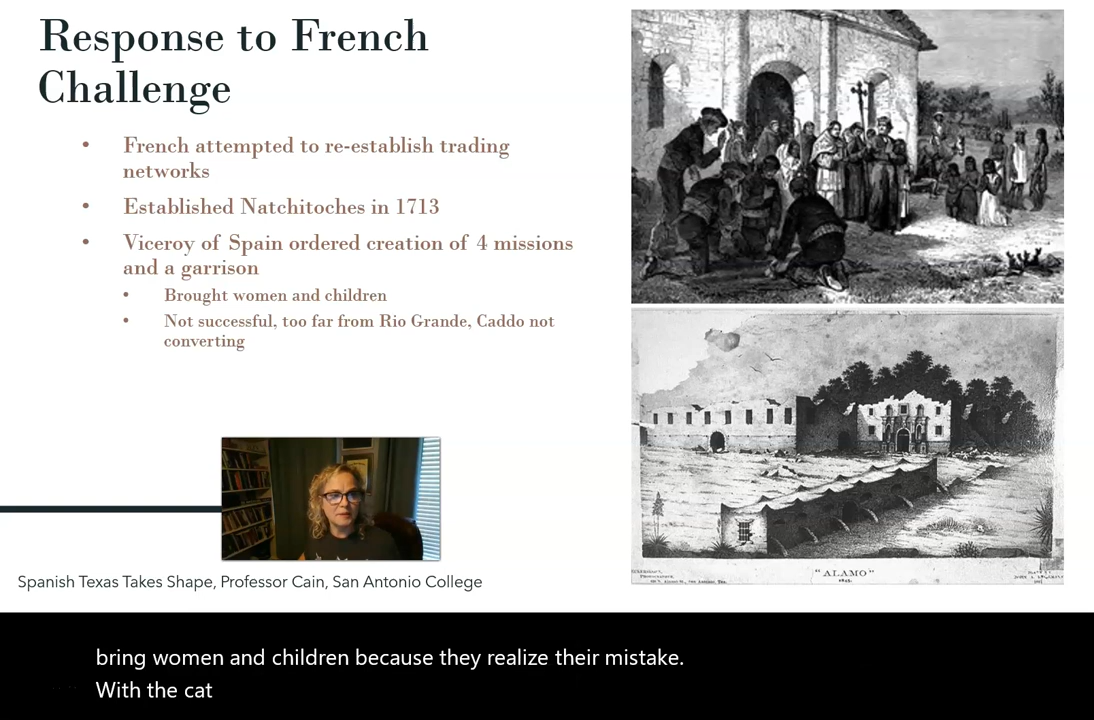 Response to French
Challenge
• French attempted to re-establish trading
networks
• Established Natchitoches in 1713
• Viceroy of Spain ordered creation of 4 missions
and a garrison
• Brought women and children
• Not successful, too far from Rio Grande, Caddo not
converting
"ALAMO"
Spanish Texas Takes Shape, Professor Cain, San Antonio College
bring women and children because they realize their mistake.
With the cat